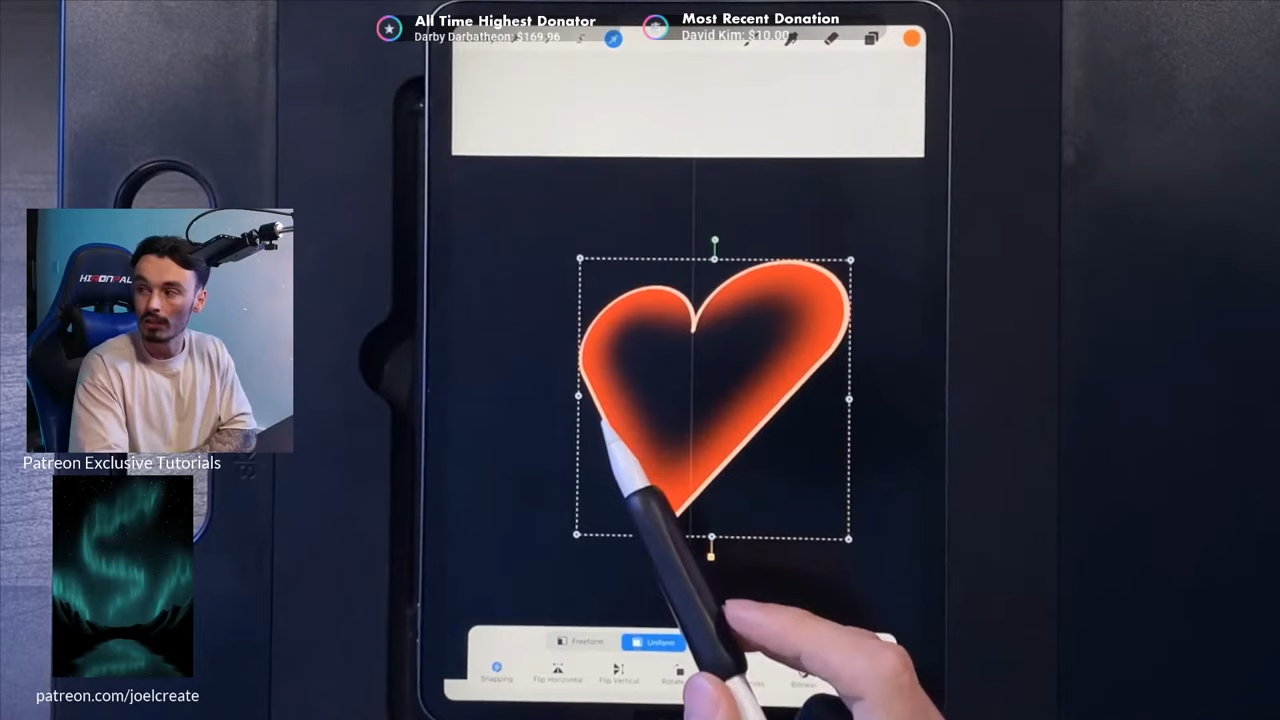 All Time Highest Donator
Darby Darbatheon: $169.96
Most Recent Donation
David Kim: $10.00
Patreon Exclusive Tutorials
patreon.com/joelcreate
Freeform
Uniform
Snapping
Flip Horizontal
Flip Vertical